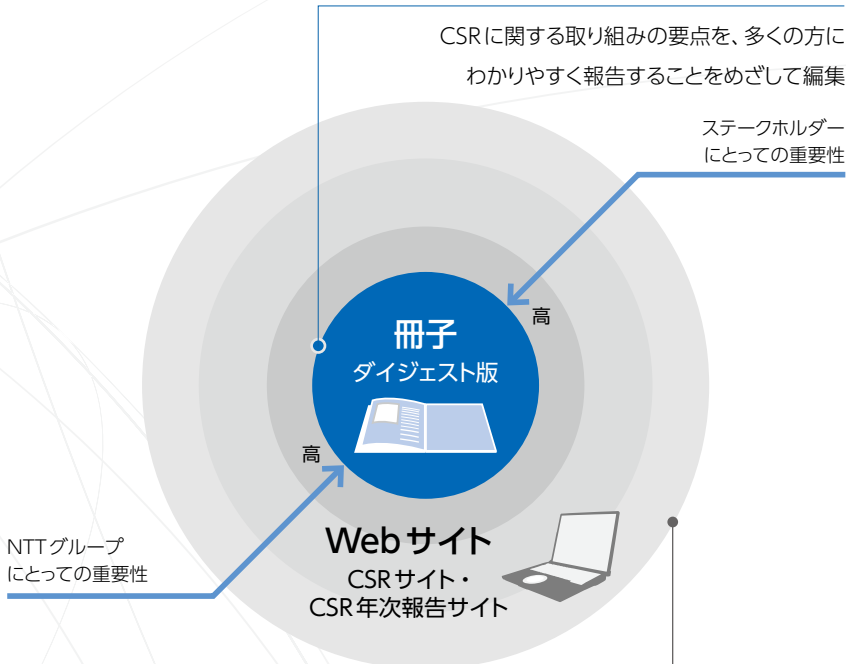 CSRに関する取り組みの要点を、多くの方に
わかりやすく報告することをめざして編集
ステークホルダー
にとっての重要性
高
冊子
ダイジェスト版
高
NTTグループ
にとっての重要性
Webサイト
CSRサイト・
CSR年次報告サイト